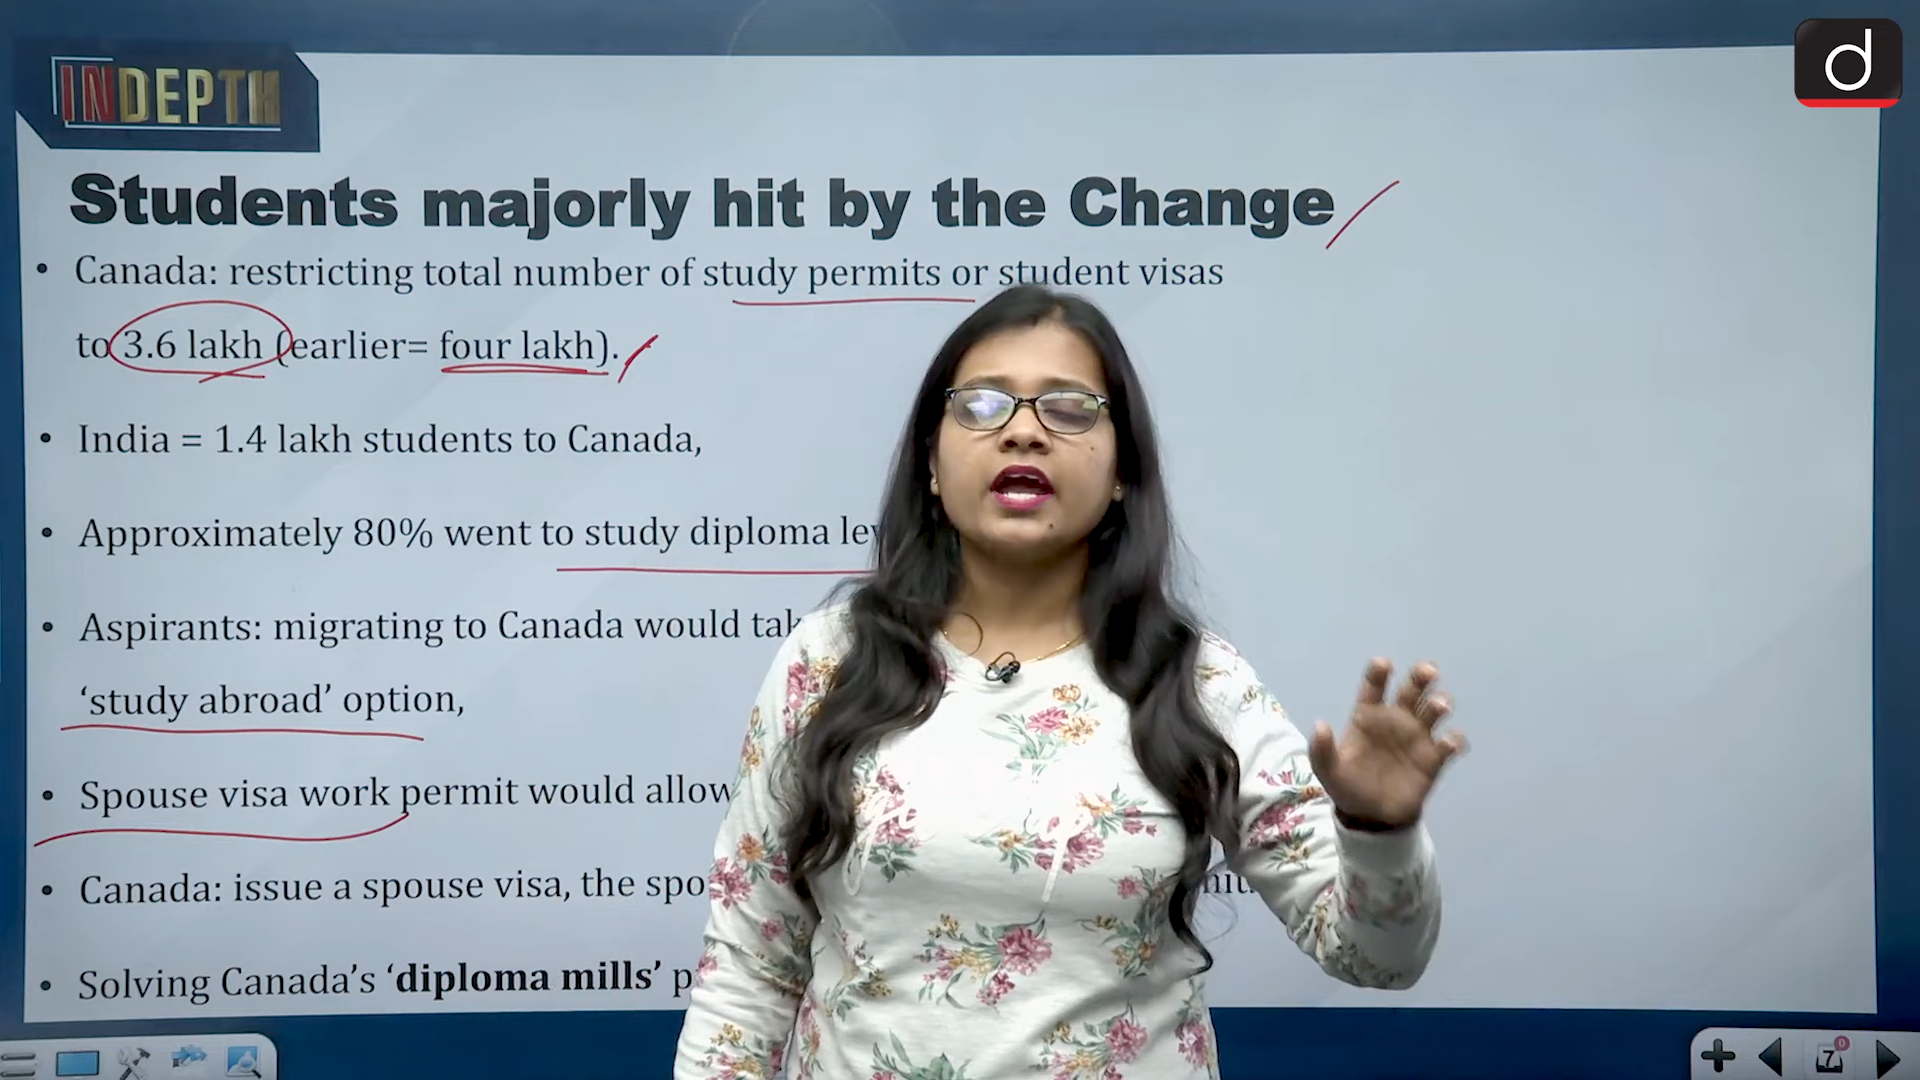 INDEPTH
d
Students majorly hit by the Change
• Canada: restricting total number of study permits or student visas
to 3.6 lakh (earlier= four lakh).
• India = 1.4 lakh students to Canada,
• Approximately 80% went to study diploma
• Aspirants: migrating to Canada would
‘study abroad’ option,
• Spouse visa work permit would allow
• Canada: issue a spouse visa, the
• Solving Canada’s ‘diploma mills’
7
0